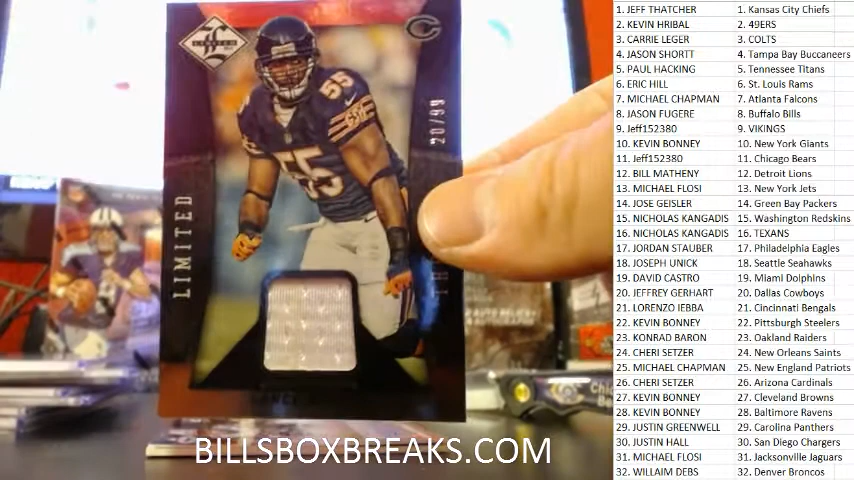 LIMITED
LIMITED
20/99
55
55
BILLSBOXBREAKS.COM
1. JEFF THATCHER 1. Kansas City Chiefs
2. KEVIN HRIBAL 2. 49ERS
3. CARRIE LEGER 3. COLTS
4. JASON SHORTT 4. Tampa Bay Buccaneers
5. PAUL HACKING 5. Tennessee Titans
6. ERIC HILL 6. St. Louis Rams
7. MICHAEL CHAPMAN 7. Atlanta Falcons
8. JASON FUGERE 8. Buffalo Bills
9. Jeff152380 9. VIKINGS
10. KEVIN BONNEY 10. New York Giants
11. Jeff152380 11. Chicago Bears
12. BILL MATHENY 12. Detroit Lions
13. MICHAEL FLOSI 13. New York Jets
14. JOSE GEISLER 14. Green Bay Packers
15. NICHOLAS KANGADIS 15. Washington Redskins
16. NICHOLAS KANGADIS 16. TEXANS
17. JORDAN STAUBER 17. Philadelphia Eagles
18. JOSEPH UNICK 18. Seattle Seahawks
19. DAVID CASTRO 19. Miami Dolphins
20. JEFFREY GERHART 20. Dallas Cowboys
21. LORENZO IEBBA 21. Cincinnati Bengals
22. KEVIN BONNEY 22. Pittsburgh Steelers
23. KONRAD BARON 23. Oakland Raiders
24. CHERI SETZER 24. New Orleans Saints
25. MICHAEL CHAPMAN 25. New England Patriots
26. CHERI SETZER 26. Arizona Cardinals
27. KEVIN BONNEY 27. Cleveland Browns
28. KEVIN BONNEY 28. Baltimore Ravens
29. JUSTIN GREENWELL 29. Carolina Panthers
30. JUSTIN HALL 30. San Diego Chargers
31. MICHAEL FLOSI 31. Jacksonville Jaguars
32. WILLAIM DEBS 32. Denver Broncos